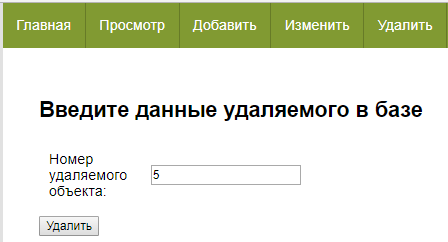 Главная Просмотр Добавить Изменить Удалить
Введите данные удаляемого в базе
Номер
удаляемого 5
объекта:
Удалить